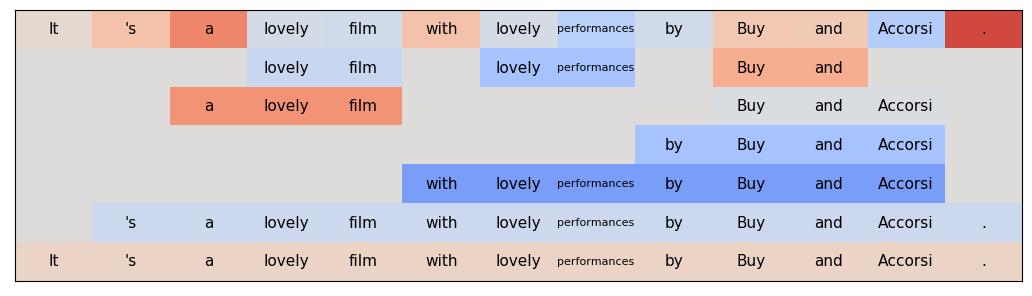 It 's a lovely film with lovely performances by Buy and Accorsi .
lovely film lovely performances Buy and
a lovely film Buy and Accorsi
by Buy and Accorsi
with lovely performances by Buy and Accorsi
's a lovely film with lovely performances by Buy and Accorsi .
It 's a lovely film with lovely performances by Buy and Accorsi